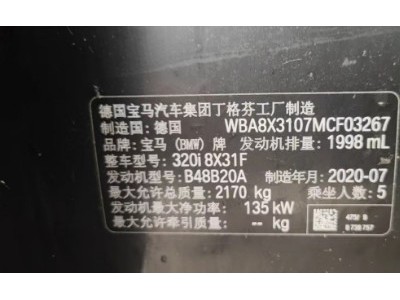 德国宝马汽车集团丁格芬工厂制造
制造国：德国 WBA8X3107MCF03267
品牌：宝马 (BMW) 牌 发动机排量：1998 mL
整车型号：320i 8X31F
发动机型号：B48B20A 制造年月：2020-07
最大允许总质量：2170 kg 乘坐人数：5
发动机最大净功率：135 kW
最大允许牵引质量：-- kg